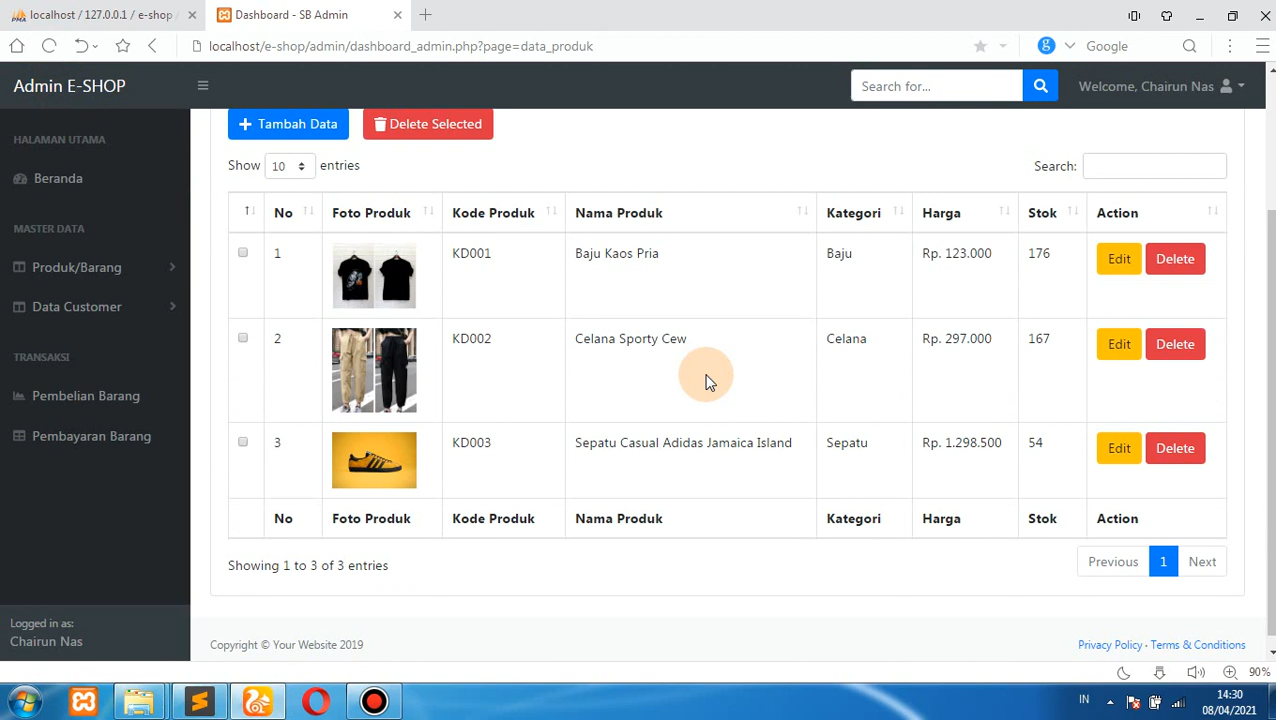 localhost / 127.0.0.1 / e-shop
Dashboard - SB Admin
localhost/e-shop/admin/dashboard_admin.php?page=data_produk
Google
Admin E-SHOP
Search for...
Welcome, Chairun Nas
HALAMAN UTAMA
Beranda
MASTER DATA
Produk/Barang
Data Customer
TRANSAKSI
Pembelian Barang
Pembayaran Barang
Logged in as:
Chairun Nas
Tambah Data Delete Selected
Show 10 entries Search:
No Foto Produk Kode Produk Nama Produk Kategori Harga Stok Action
1 KD001 Baju Kaos Pria Baju Rp. 123.000 176 Edit Delete
2 KD002 Celana Sporty Cew Celana Rp. 297.000 167 Edit Delete
3 KD003 Sepatu Casual Adidas Jamaica Island Sepatu Rp. 1.298.500 54 Edit Delete
No Foto Produk Kode Produk Nama Produk Kategori Harga Stok Action
Showing 1 to 3 of 3 entries Previous 1 Next
Copyright © Your Website 2019 Privacy Policy · Terms & Conditions
90%
IN 14:30
08/04/2021